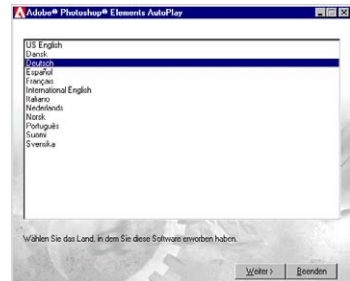 Adobe® Photoshop® Elements AutoPlay
US English
Dansk
Deutsch
Español
Français
International English
Italiano
Nederlands
Norsk
Português
Suomi
Svenska
Wählen Sie das Land, in dem Sie diese Software erworben haben.
Weiter > Beenden